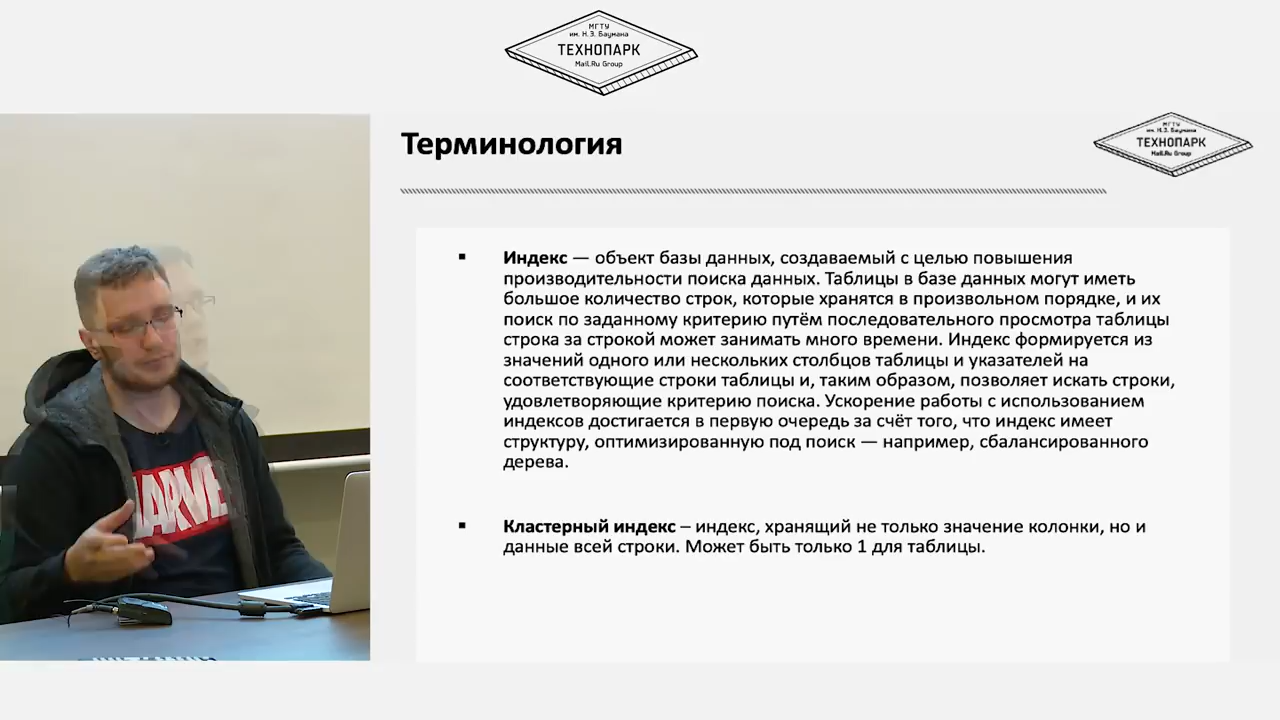 МГТУ
им. Н.Э. Баумана
ТЕХНОПАРК
Mail.Ru Group
Терминология
МГТУ
им. Н.Э. Баумана
ТЕХНОПАРК
Mail.Ru Group
▪ Индекс — объект базы данных, создаваемый с целью повышения
производительности поиска данных. Таблицы в базе данных могут иметь
большое количество строк, которые хранятся в произвольном порядке, и их
поиск по заданному критерию путём последовательного просмотра таблицы
строка за строкой может занимать много времени. Индекс формируется из
значений одного или нескольких столбцов таблицы и указателей на
соответствующие строки таблицы и, таким образом, позволяет искать строки,
удовлетворяющие критерию поиска. Ускорение работы с использованием
индексов достигается в первую очередь за счёт того, что индекс имеет
структуру, оптимизированную под поиск — например, сбалансированного
дерева.
▪ Кластерный индекс – индекс, хранящий не только значение колонки, но и
данные всей строки. Может быть только 1 для таблицы.
MARVEL